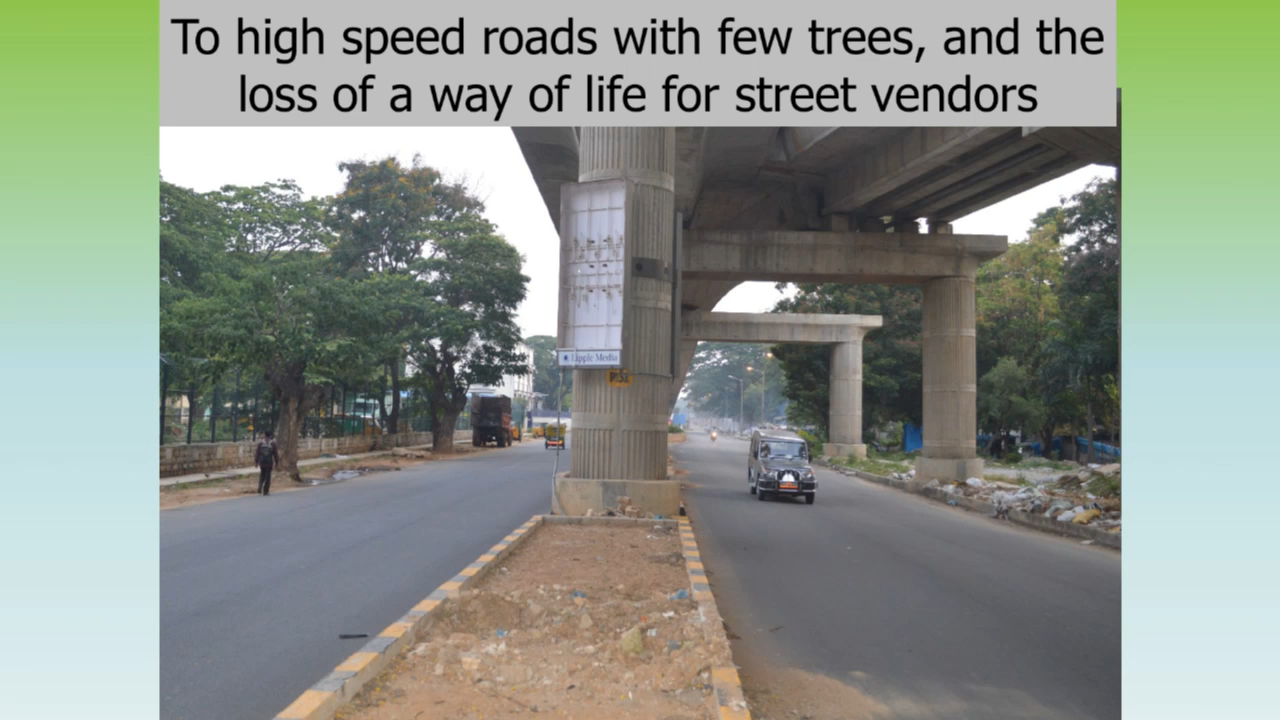 To high speed roads with few trees, and the
loss of a way of life for street vendors
Lipple Media